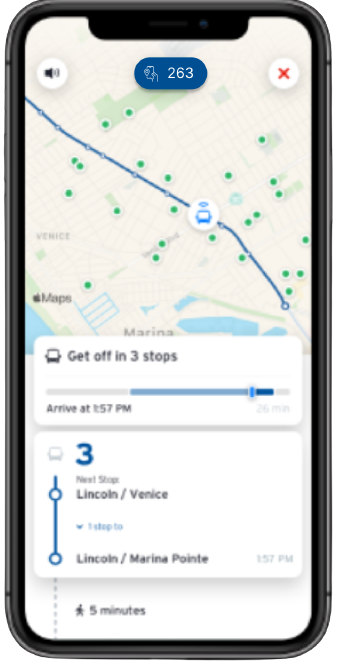 263
VENICE
Maps
Marina
Get off in 3 stops
Arrive at 1:57 PM 26 min
3
Next Stop:
Lincoln / Venice
1 stop to
Lincoln / Marina Pointe 1:57 PM
5 minutes